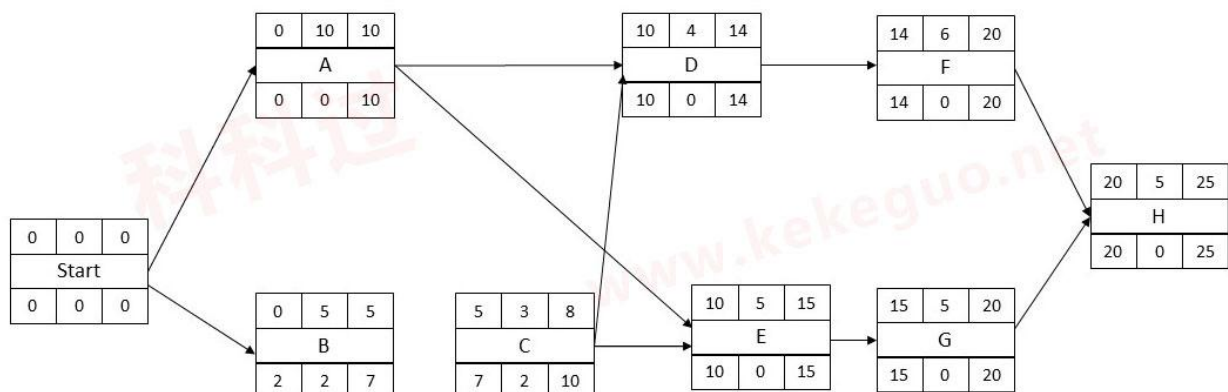 0 10 10
A
0 0 10
10 4 14
D
10 0 14
14 6 20
F
14 0 20
20 5 25
H
20 0 25
0 0 0
Start
0 0 0
0 5 5
B
2 2 7
5 3 8
C
7 2 10
10 5 15
E
10 0 15
15 5 20
G
15 0 20
科科过
www.kekeguo.net